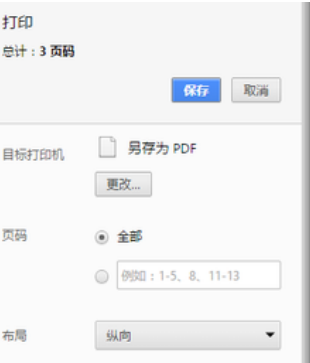 打印
总计：3 页码
保存 取消
目标打印机 另存为 PDF
更改...
页码 全部
例如：1-5、8、11-13
布局 纵向